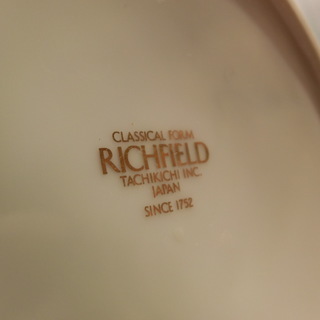 CLASSICAL FORM
RICHFIELD
TACHIKICHI INC.
JAPAN
SINCE 1752